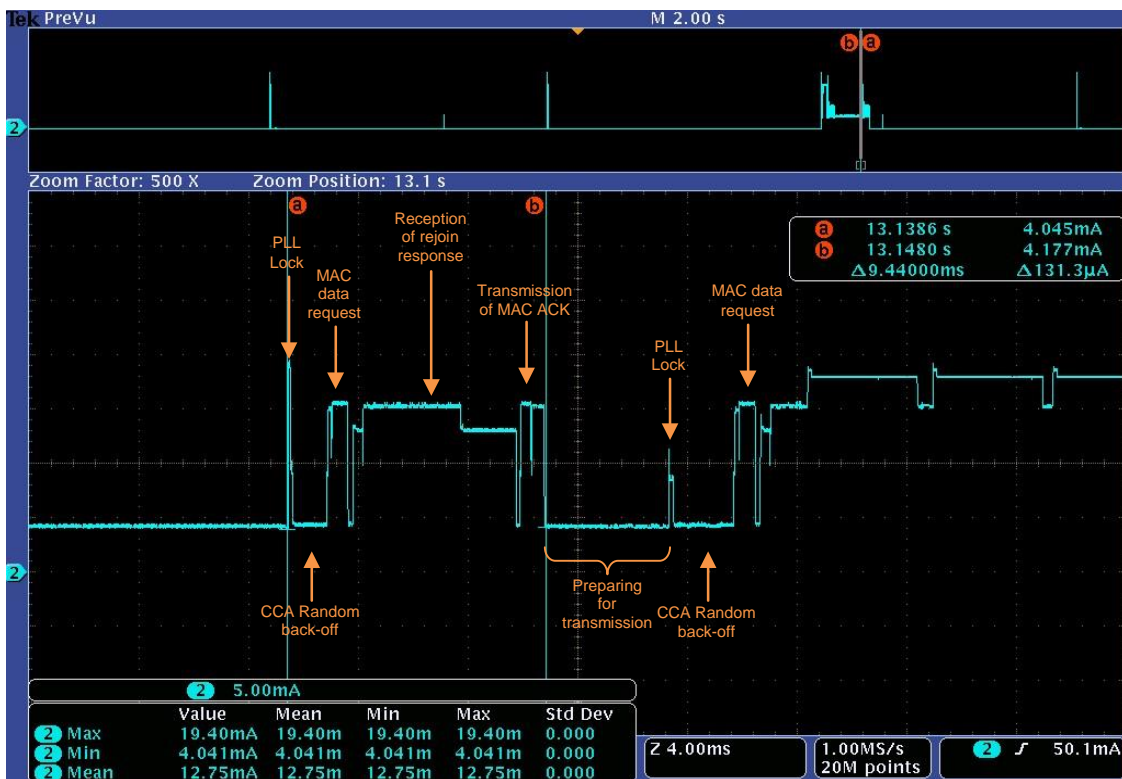 Tek PreVu M 2.00 s
b a
2
Zoom Factor: 500 X Zoom Position: 13.1 s
a
b
a 13.1386 s 4.045mA
b 13.1480 s 4.177mA
Δ9.44000ms Δ131.3µA
PLL
Lock
MAC
data
request
Reception
of rejoin
response
Transmission
of MAC ACK
PLL
Lock
MAC data
request
2
CCA Random
back-off
Preparing
for
transmission
CCA Random
back-off
2 5.00mA
Value Mean Min Max Std Dev
2 Max 19.40mA 19.40m 19.40m 19.40m 0.000
2 Min 4.041mA 4.041m 4.041m 4.041m 0.000
2 Mean 12.75mA 12.75m 12.75m 12.75m 0.000
Z 4.00ms
1.00MS/s
20M points
2 50.1mA